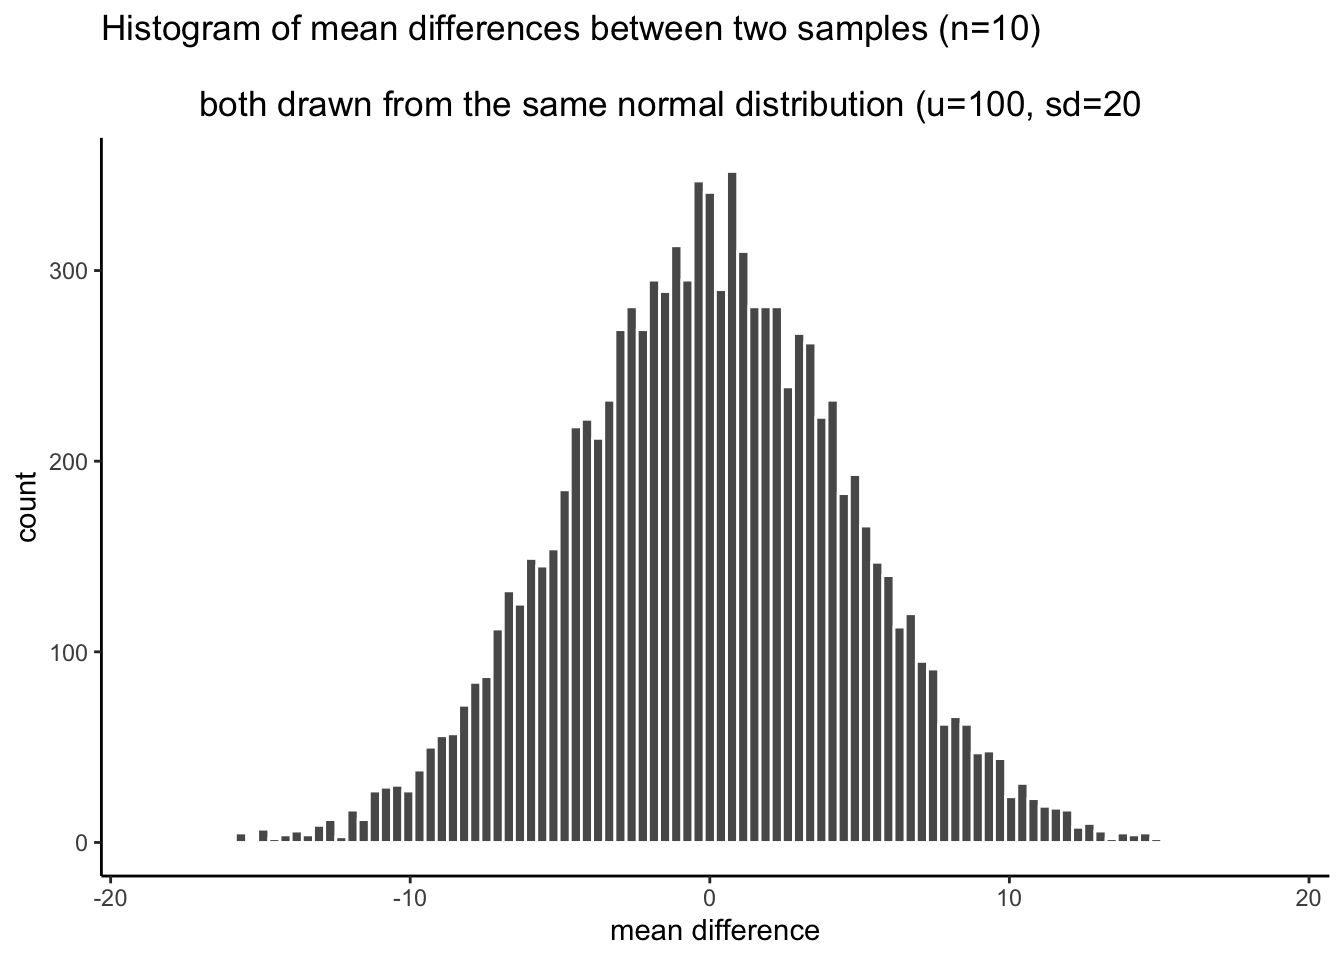 Histogram of mean differences between two samples (n=10)
both drawn from the same normal distribution (u=100, sd=20
300
200
100
0
count
-20
-10
0
10
20
mean difference